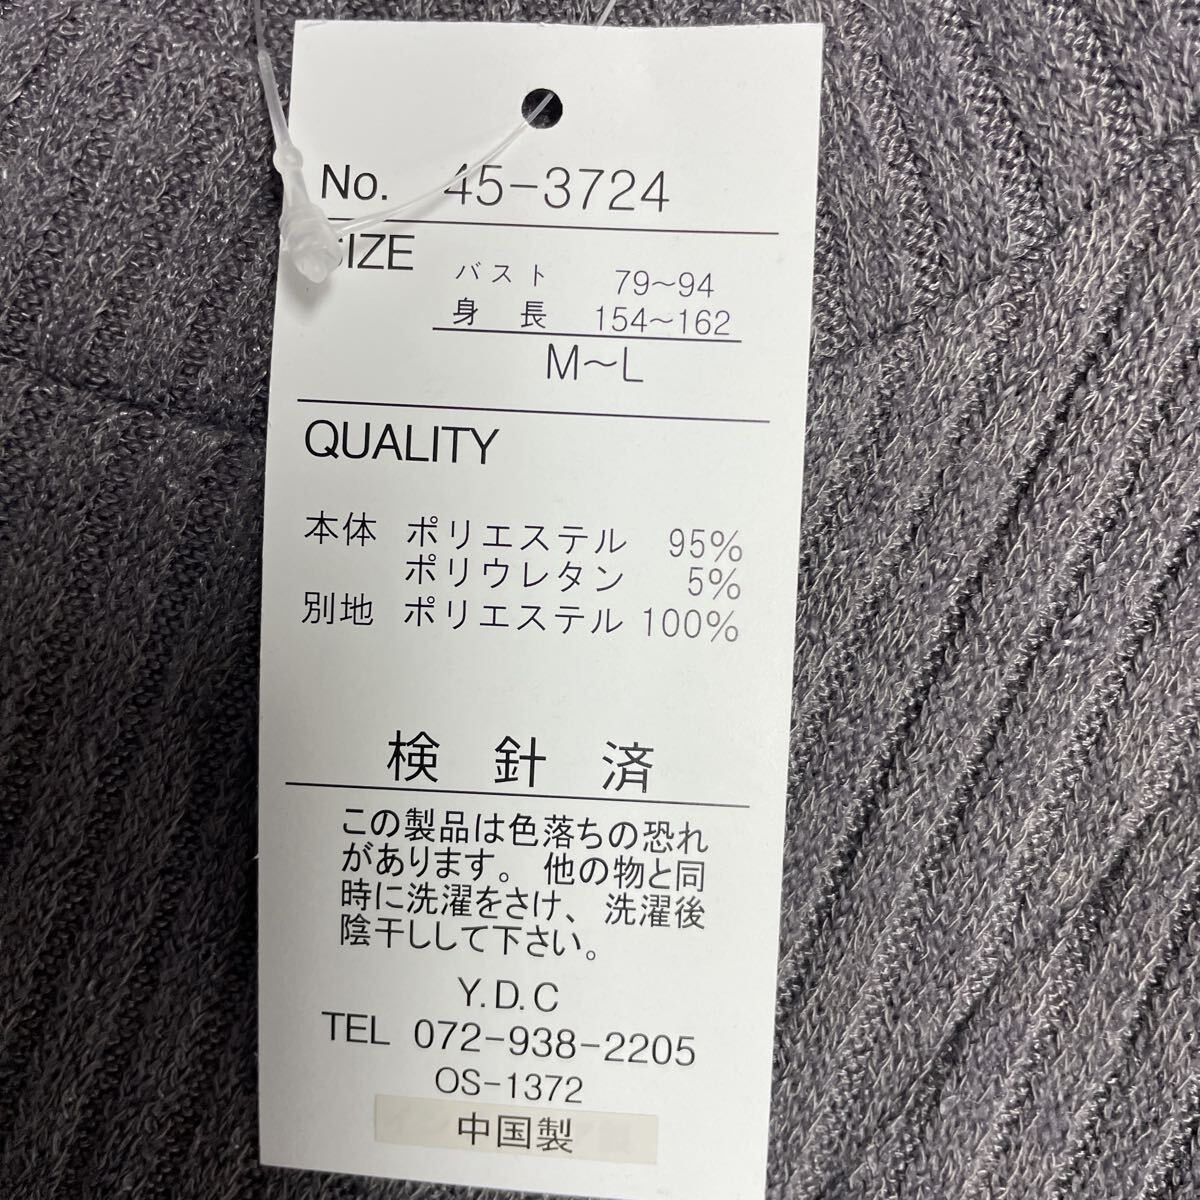 No. 45-3724
SIZE
バスト 79~94
身長 154~162
M~L
QUALITY
本体 ポリエステル 95%
ポリウレタン 5%
別地 ポリエステル 100%
検針済
この製品は色落ちの恐れ
があります。他の物と同
時に洗濯をさけ、洗濯後
陰干しして下さい。
Y.D.C
TEL 072-938-2205
OS-1372
中国製